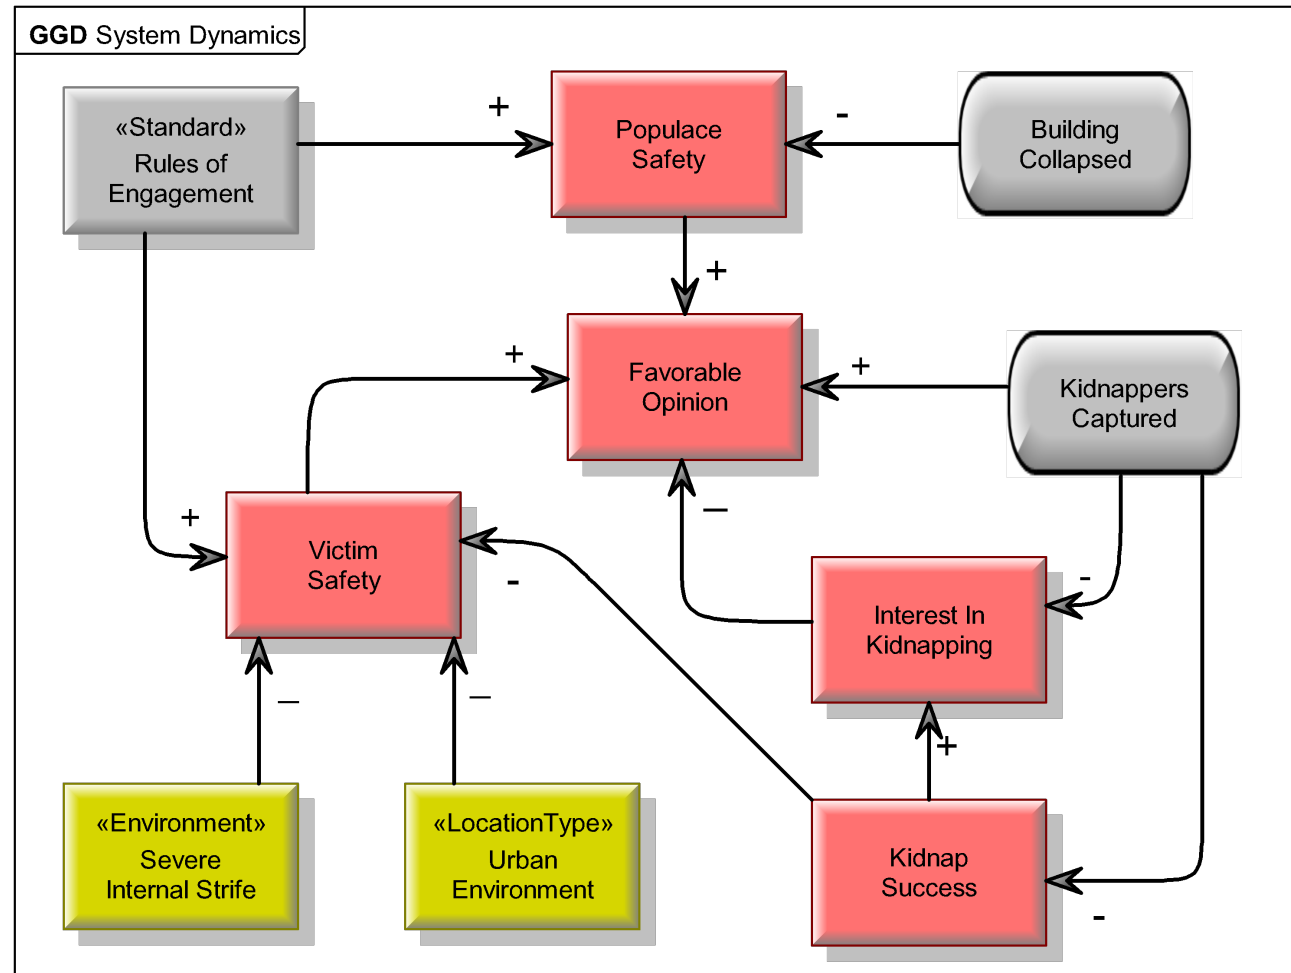 GGD System Dynamics
«Standard»
Rules of
Engagement
+
Populace
Safety
-
Building
Collapsed
+
+
Favorable
Opinion
+
Kidnappers
Captured
+
Victim
Safety
-
—
-
Interest In
Kidnapping
—
—
+
«Environment»
Severe
Internal Strife
«LocationType»
Urban
Environment
Kidnap
Success
-